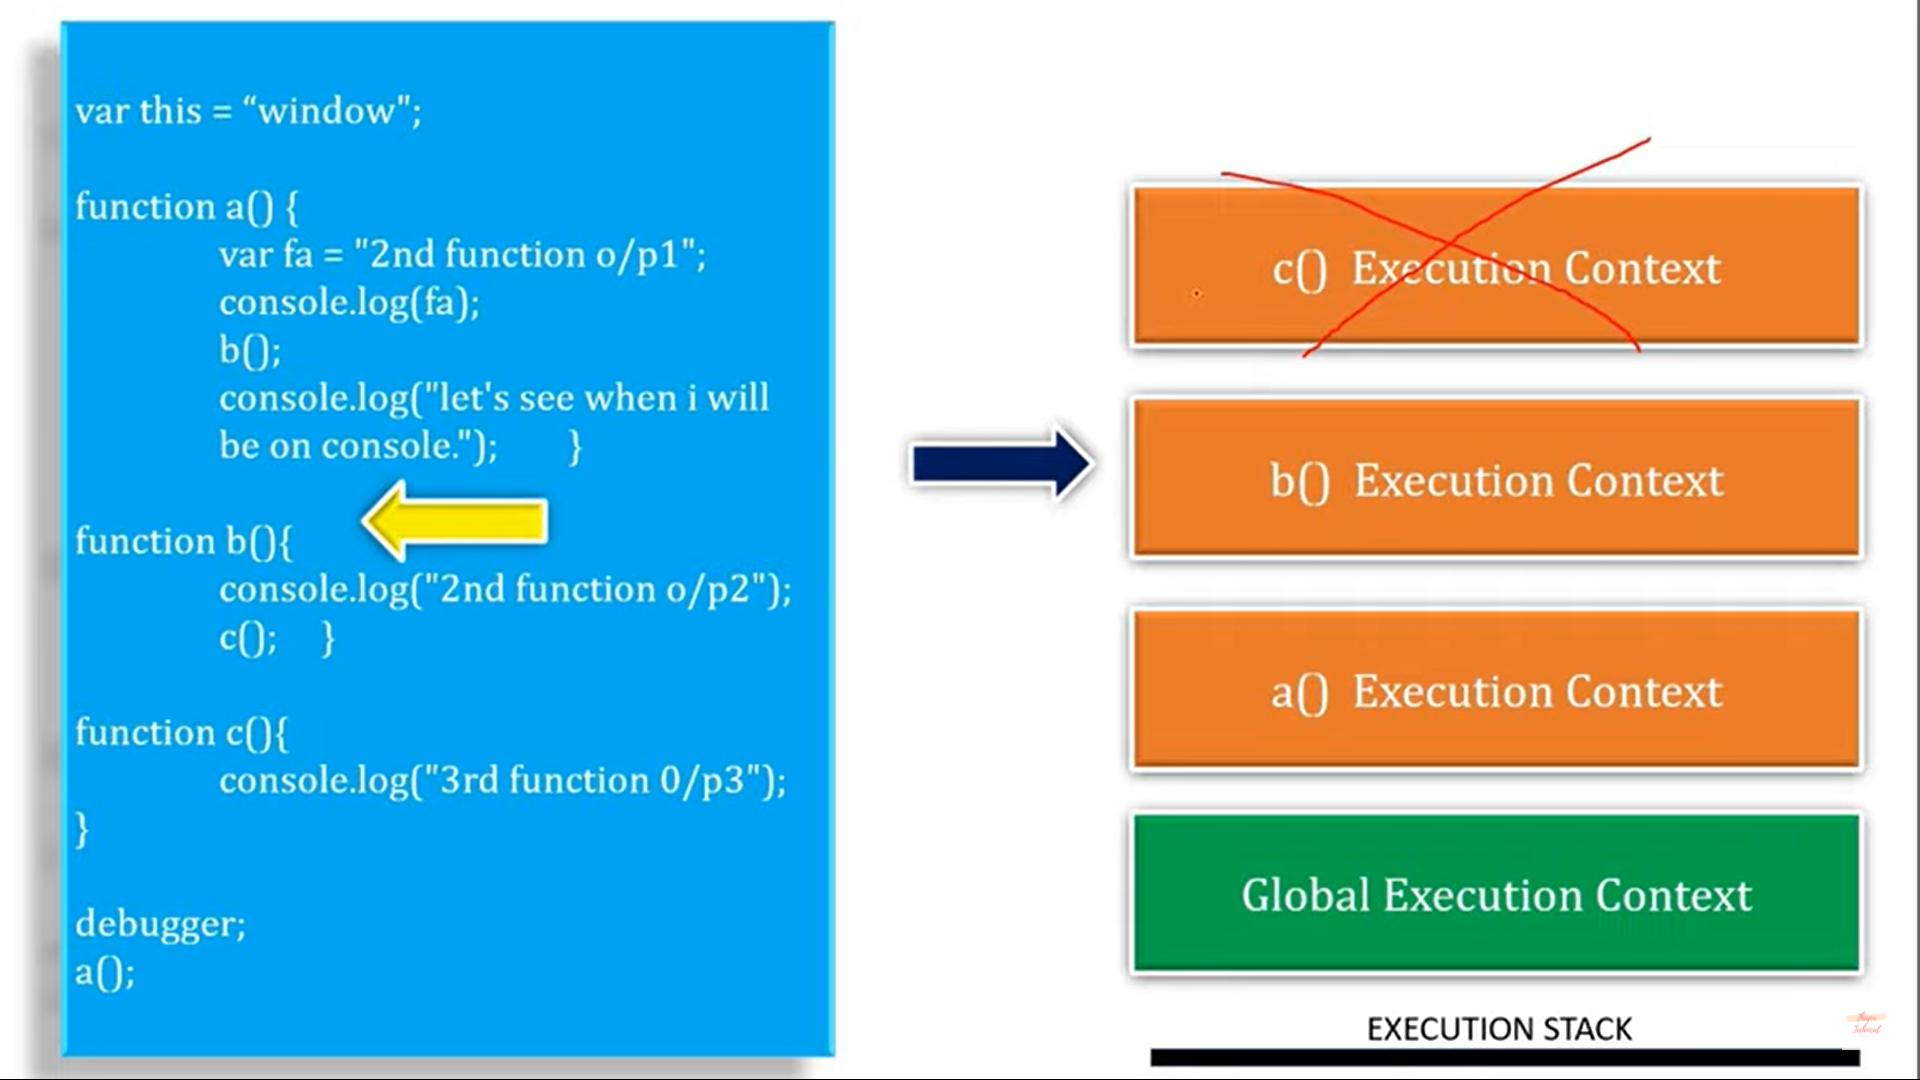 var this = “window";
function a() {
var fa = "2nd function o/p1";
console.log(fa);
b();
console.log("let's see when i will
be on console."); }
function b(){
console.log("2nd function o/p2");
c(); }
function c(){
console.log("3rd function 0/p3");
}
debugger;
a();
c() Execution Context
b() Execution Context
a() Execution Context
Global Execution Context
EXECUTION STACK